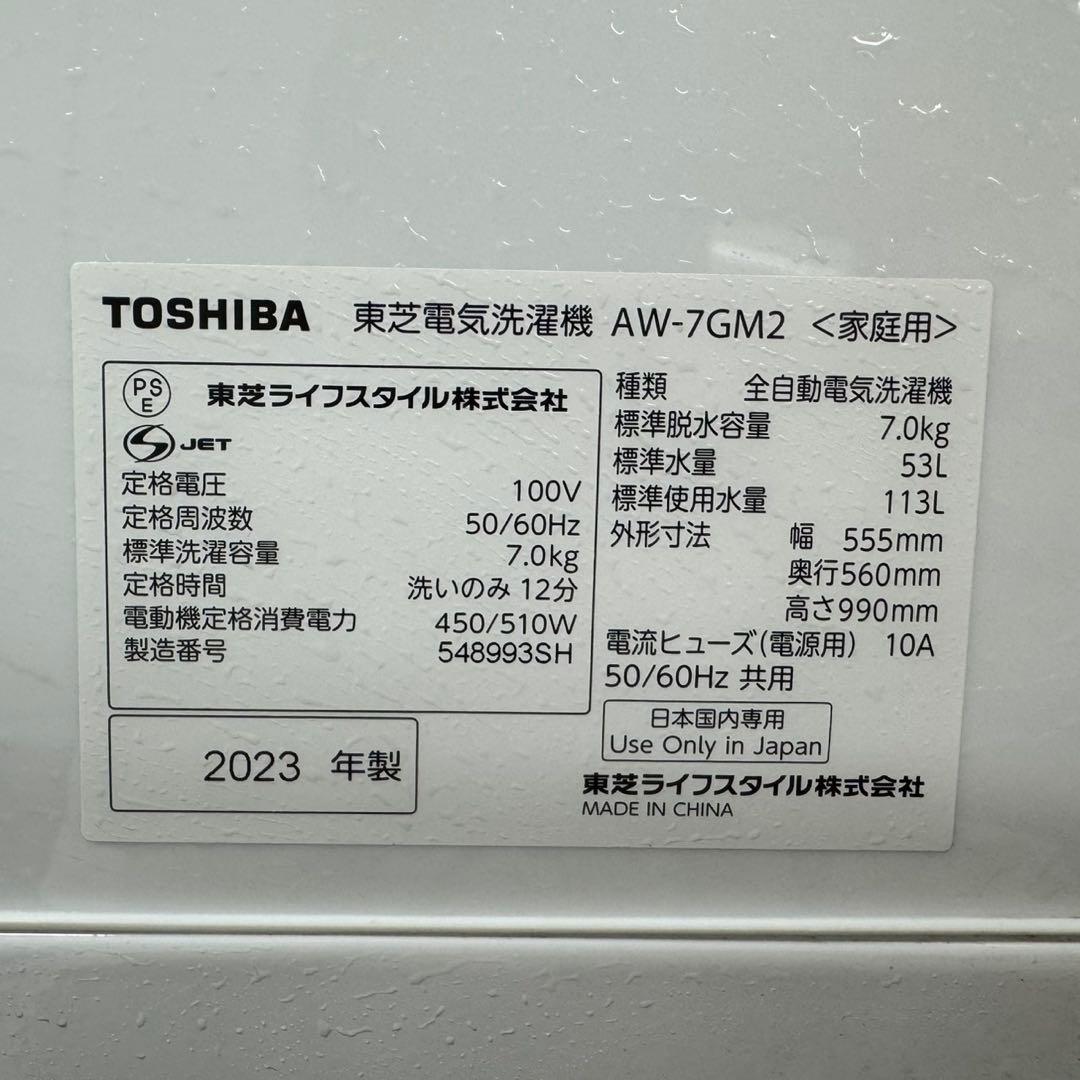 TOSHIBA 東芝電気洗濯機 AW-7GM2 <家庭用>
PS
E
東芝ライフスタイル株式会社
S JET
定格電圧 100V
定格周波数 50/60Hz
標準洗濯容量 7.0kg
定格時間 洗いのみ 12分
電動機定格消費電力 450/510W
製造番号 548993SH
2023 年製
種類 全自動電気洗濯機
標準脱水容量 7.0kg
標準水量 53L
標準使用水量 113L
外形寸法 幅 555mm
奥行560mm
高さ990mm
電流ヒューズ(電源用) 10A
50/60Hz 共用
日本国内専用
Use Only in Japan
東芝ライフスタイル株式会社
MADE IN CHINA